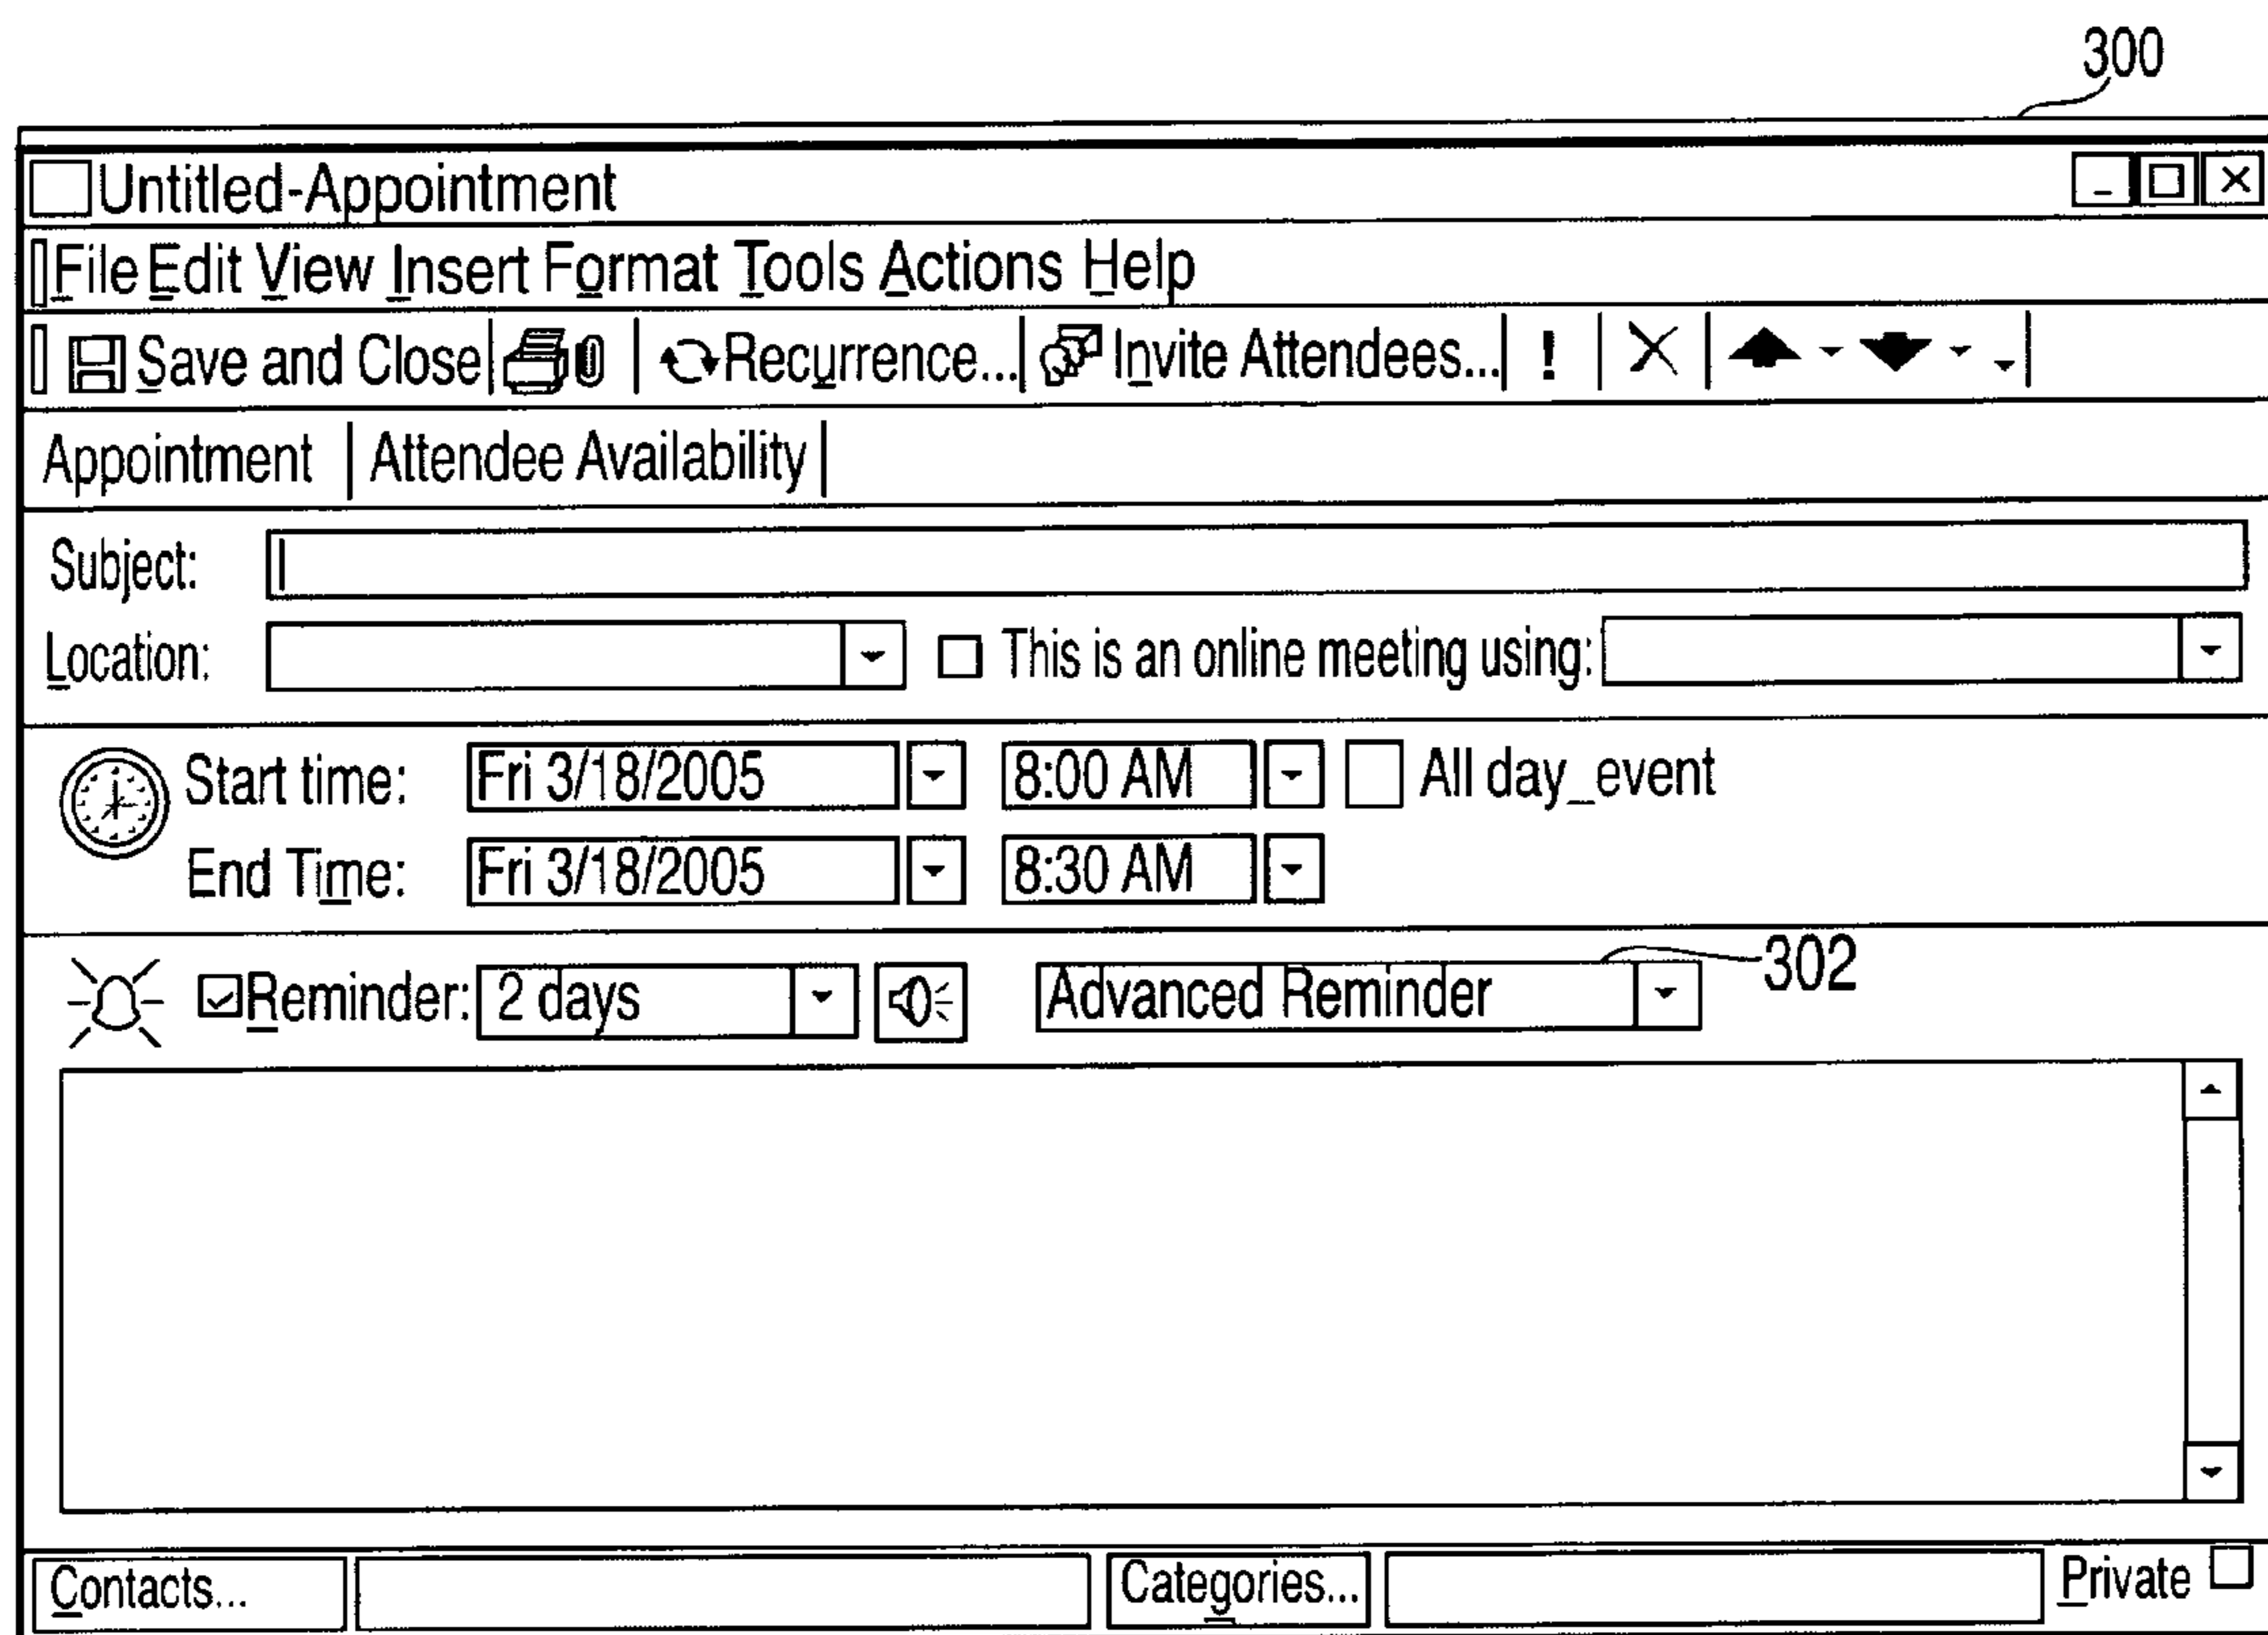 300
Untitled-Appointment
File Edit View Insert Format Tools Actions Help
Save and Close Recurrence... Invite Attendees... !
Appointment Attendee Availability
Subject:
Location: This is an online meeting using:
Start time: Fri 3/18/2005 8:00 AM All day_event
End Time: Fri 3/18/2005 8:30 AM
Reminder: 2 days Advanced Reminder 302
Contacts... Categories... Private